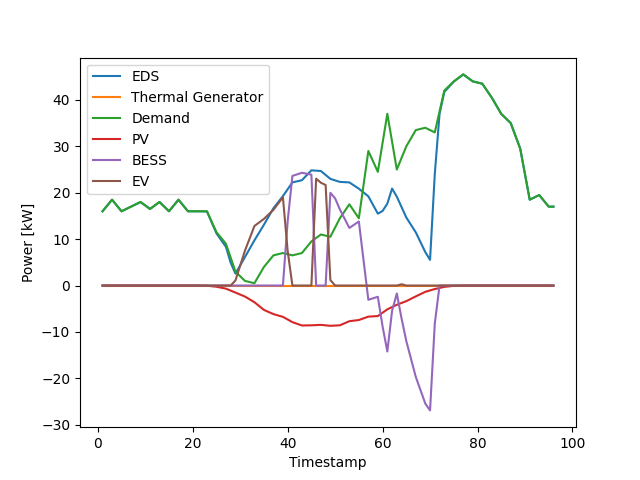 EDS
Thermal Generator
Demand
PV
BESS
EV
40
30
20
10
0
−10
−20
−30
Power [kW]
0 20 40 60 80 100
Timestamp